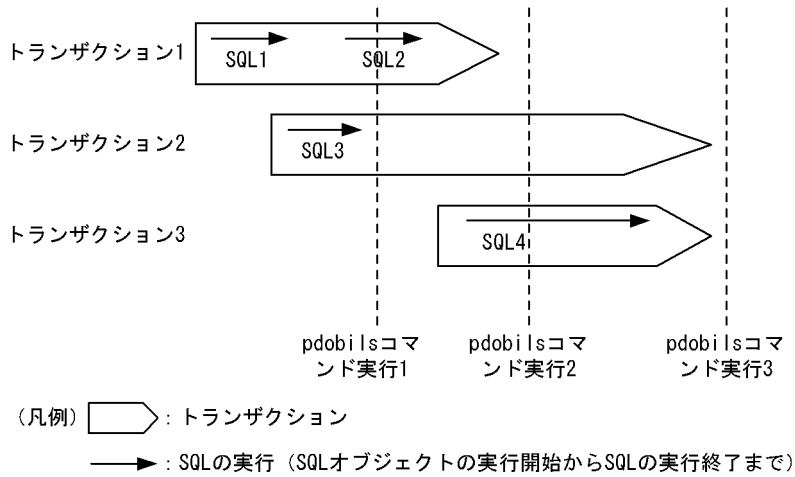 トランザクション1
SQL1
SQL2
トランザクション2
SQL3
トランザクション3
SQL4
pdobilsコマ
ンド実行1
pdobilsコマ
ンド実行2
pdobilsコマ
ンド実行3
(凡例)
:トランザクション
:SQLの実行(SQLオブジェクトの実行開始からSQLの実行終了まで)